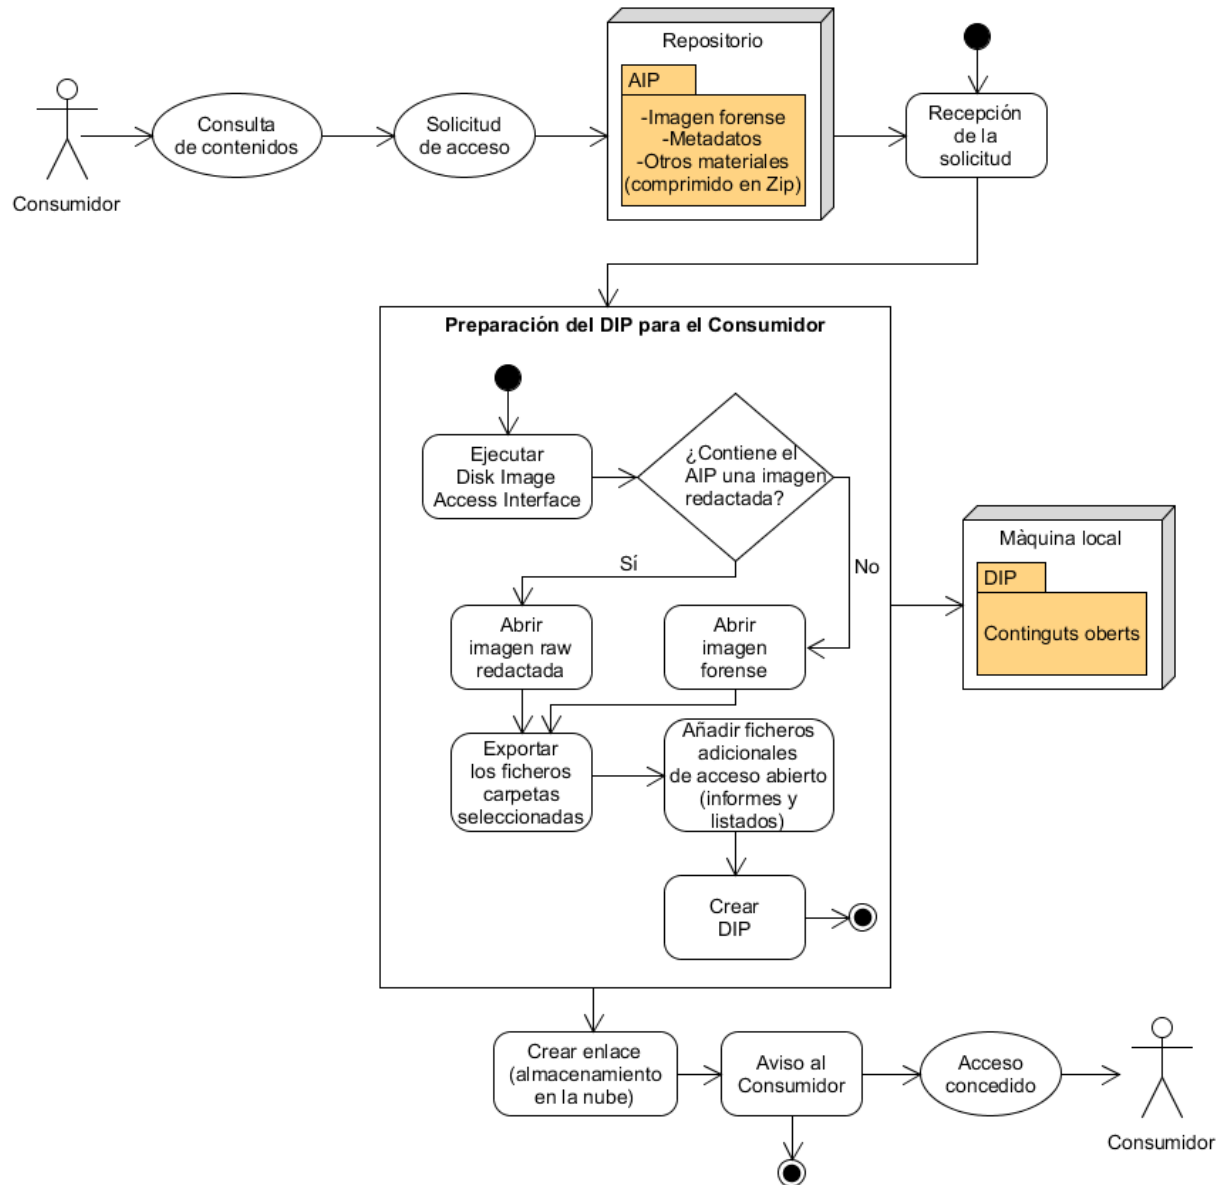 Consumidor
Consulta
de contenidos
Solicitud
de acceso
Repositorio
AIP
-Imagen forense
-Metadatos
-Otros materiales
(comprimido en Zip)
Recepción
de la
solicitud
Preparación del DIP para el Consumidor
Ejecutar
Disk Image
Access Interface
¿Contiene el
AIP una imagen
redactada?
Sí
No
Abrir
imagen raw
redactada
Abrir
imagen
forense
Exportar
los ficheros
carpetas
seleccionadas
Añadir ficheros
adicionales
de acceso abierto
(informes y
listados)
Crear
DIP
Màquina local
DIP
Continguts oberts
Crear enlace
(almacenamiento
en la nube)
Aviso al
Consumidor
Acceso
concedido
Consumidor